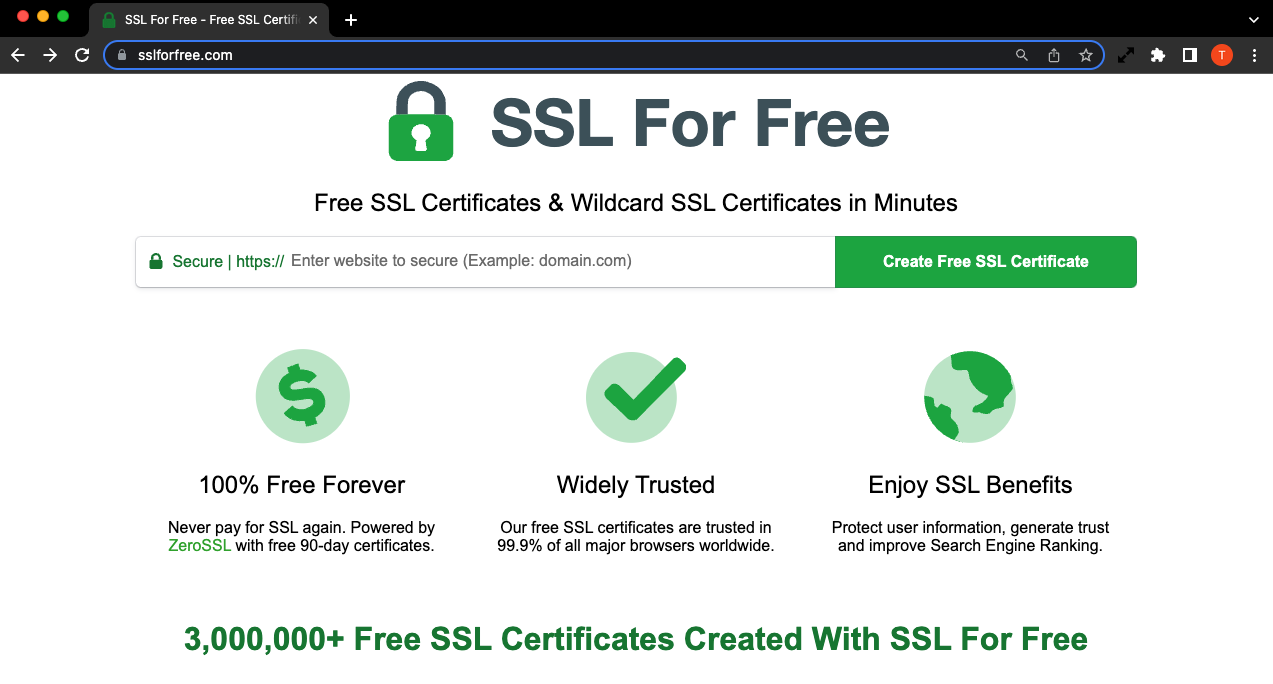 SSL For Free - Free SSL Certifi
sslforfree.com
T
SSL For Free
Free SSL Certificates & Wildcard SSL Certificates in Minutes
Secure | https:// Enter website to secure (Example: domain.com)
Create Free SSL Certificate
100% Free Forever
Never pay for SSL again. Powered by
ZeroSSL with free 90-day certificates.
Widely Trusted
Our free SSL certificates are trusted in
99.9% of all major browsers worldwide.
Enjoy SSL Benefits
Protect user information, generate trust
and improve Search Engine Ranking.
3,000,000+ Free SSL Certificates Created With SSL For Free